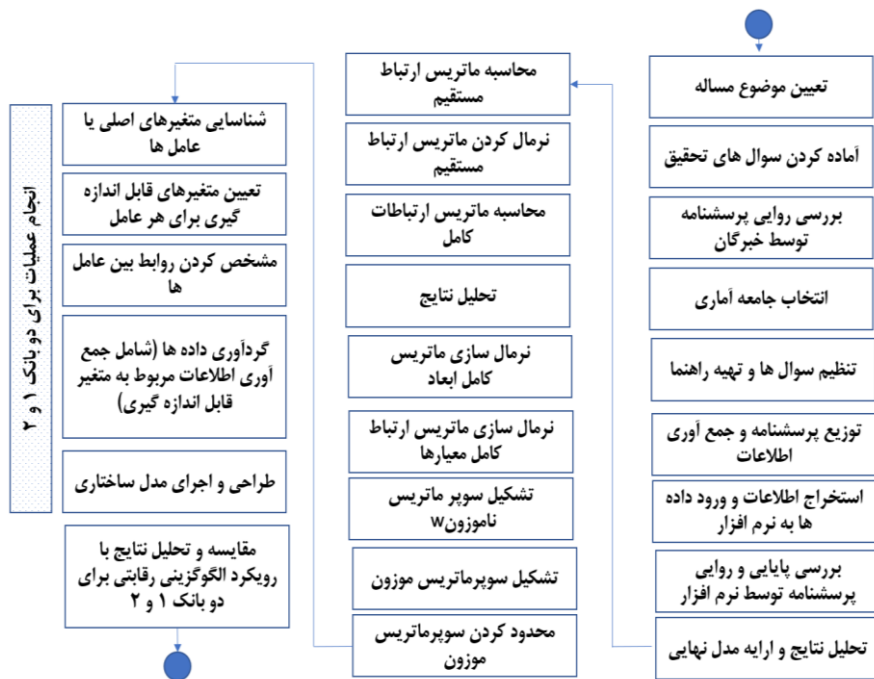 تعیین موضوع مساله
آماده کردن سوال های تحقیق
بررسی روایی پرسشنامه
توسط خبرگان
انتخاب جامعه آماری
تنظیم سوال ها و تهیه راهنما
توزیع پرسشنامه و جمع آوری
اطلاعات
استخراج اطلاعات و ورود داده
ها به نرم افزار
بررسی پایایی و روایی
پرسشنامه توسط نرم افزار
تحلیل نتایج و ارایه مدل نهایی
محاسبه ماتریس ارتباط
مستقیم
نرمال کردن ماتریس ارتباط
مستقیم
محاسبه ماتریس ارتباطات
کامل
تحلیل نتایج
نرمال سازی ماتریس
کامل ابعاد
نرمال سازی ماتریس ارتباط
کامل معیارها
تشکیل سوپر ماتریس
ناموزونw
تشکیل سوپرماتریس موزون
محدود کردن سوپرماتریس
موزون
شناسایی متغیرهای اصلی یا
عامل ها
تعیین متغیرهای قابل اندازه
گیری برای هر عامل
مشخص کردن روابط بین عامل
ها
گردآوری داده ها (شامل جمع
آوری اطلاعات مربوط به متغیر
قابل اندازه گیری)
طراحی و اجرای مدل ساختاری
مقایسه و تحلیل نتایج با
رویکرد الگوگزینی رقابتی برای
دو بانک ۱ و ۲
انجام عملیات برای دو بانک ۱ و ۲